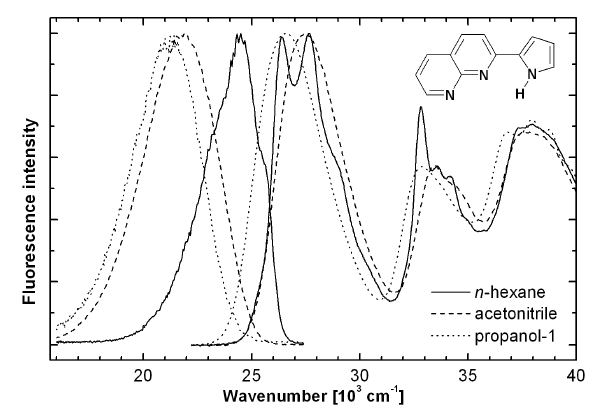 N
N
N
H
Fluorescence intensity
n-hexane
acetonitrile
propanol-1
20 25 30 35 40
Wavenumber [10³ cm⁻¹]